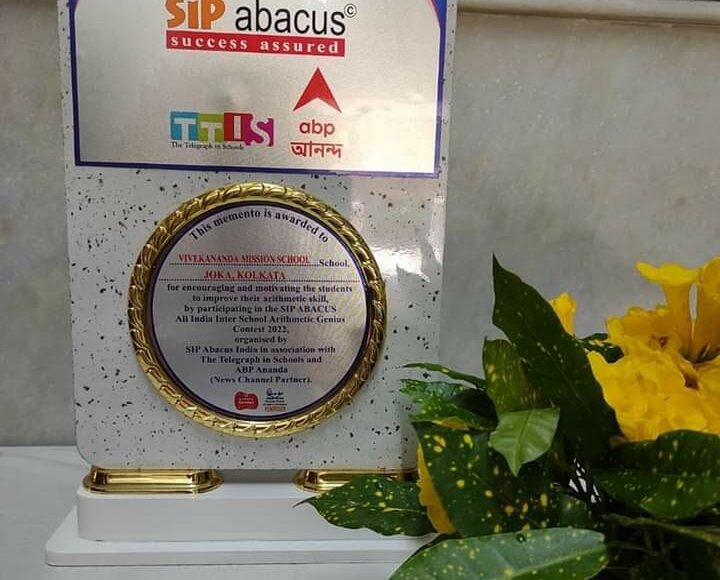 SIP abacus©
success assured
TTIS
The Telegraph in Schools
abp
আনন্দ
This memento is awarded to
VIVEKANANDA MISSION SCHOOL....School,
JOKA, KOLKATA
for encouraging and motivating the students
to improve their arithmetic skill,
by participating in the SIP ABACUS
All India Inter School Arithmetic Genius
Contest 2022,
organised by
SIP Abacus India in association with
The Telegraph in Schools and
ABP Ananda
(News Channel Partner).